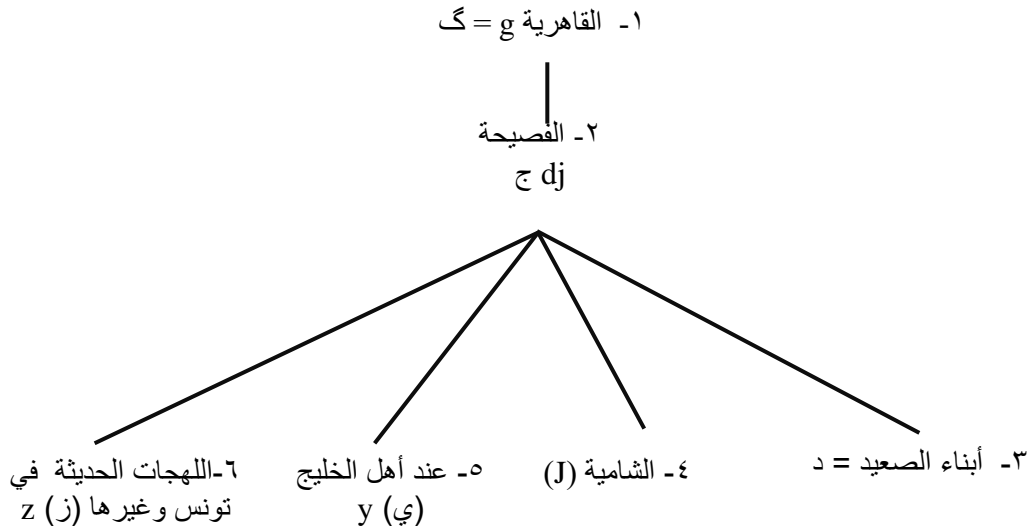 ١- القاهرية g = گ
٢- الفصيحة
ج dj
٣- أبناء الصعيد = د
٤- الشامية (J)
٥- عند أهل الخليج
(ي) y
٦-اللهجات الحديثة في
تونس وغيرها (ز) z